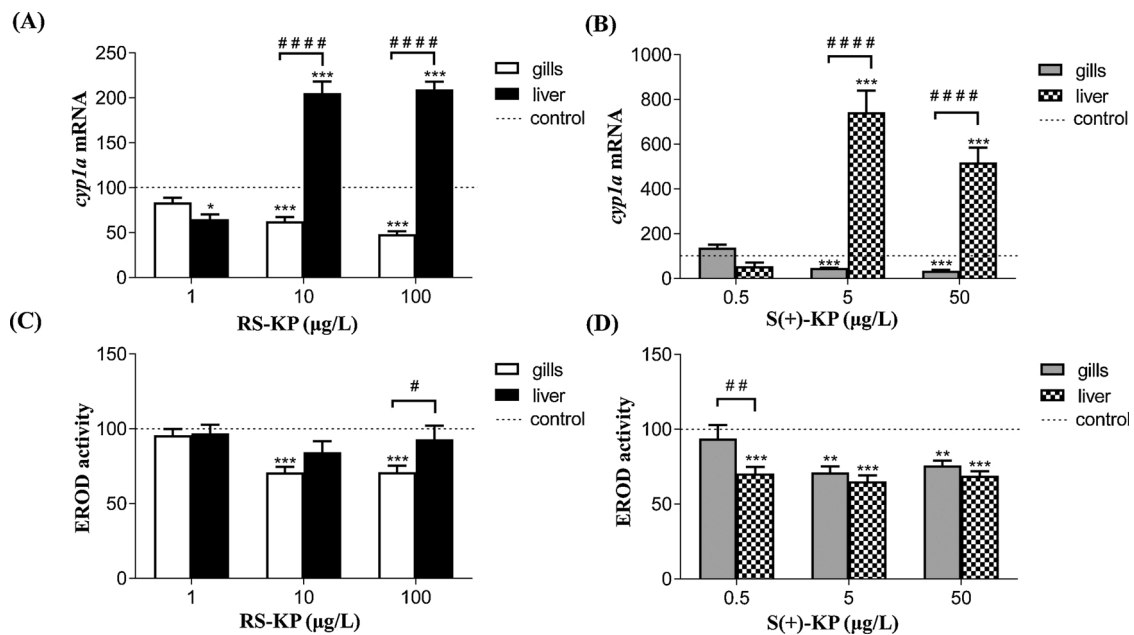 (A)
250
200
150
100
50
0
cyp1a mRNA
# # # #
# # # #
*
***
***
***
***
1
10
100
RS-KP (µg/L)
gills
liver
control
(B)
1000
800
600
400
200
0
cyp1a mRNA
# # # #
# # # #
***
***
***
***
0.5
5
50
S(+)-KP (µg/L)
gills
liver
control
(C)
150
100
50
0
EROD activity
#
***
***
1
10
100
RS-KP (µg/L)
gills
liver
control
(D)
150
100
50
0
EROD activity
# #
***
**
***
**
***
0.5
5
50
S(+)-KP (µg/L)
gills
liver
control